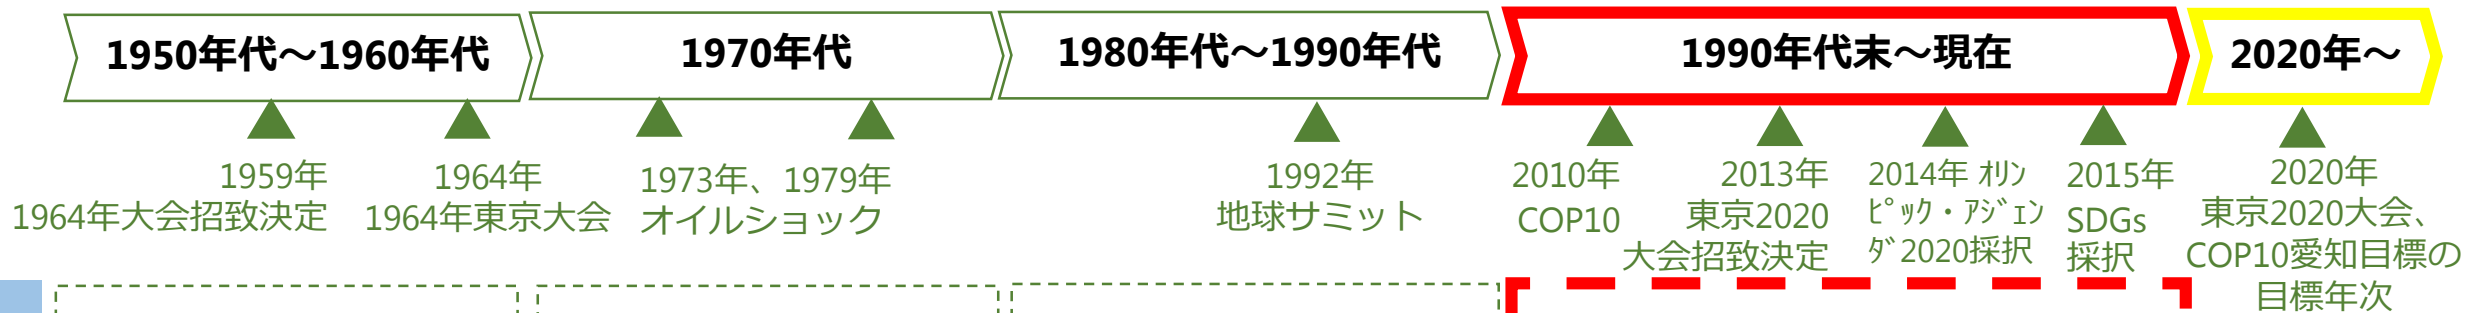 1950年代～1960年代
1970年代
1980年代～1990年代
1990年代末～現在
2020年～
1959年
1964年大会招致決定
1964年
1964年東京大会
1973年、1979年
オイルショック
1992年
地球サミット
2010年
COP10
2013年
東京2020
大会招致決定
2014年 ｵﾘﾝ
ﾋﾟｯｸ・ｱｼﾞｪﾝ
ﾀﾞ2020採択
2015年
SDGs
採択
2020年
東京2020大会、
COP10愛知目標の
目標年次